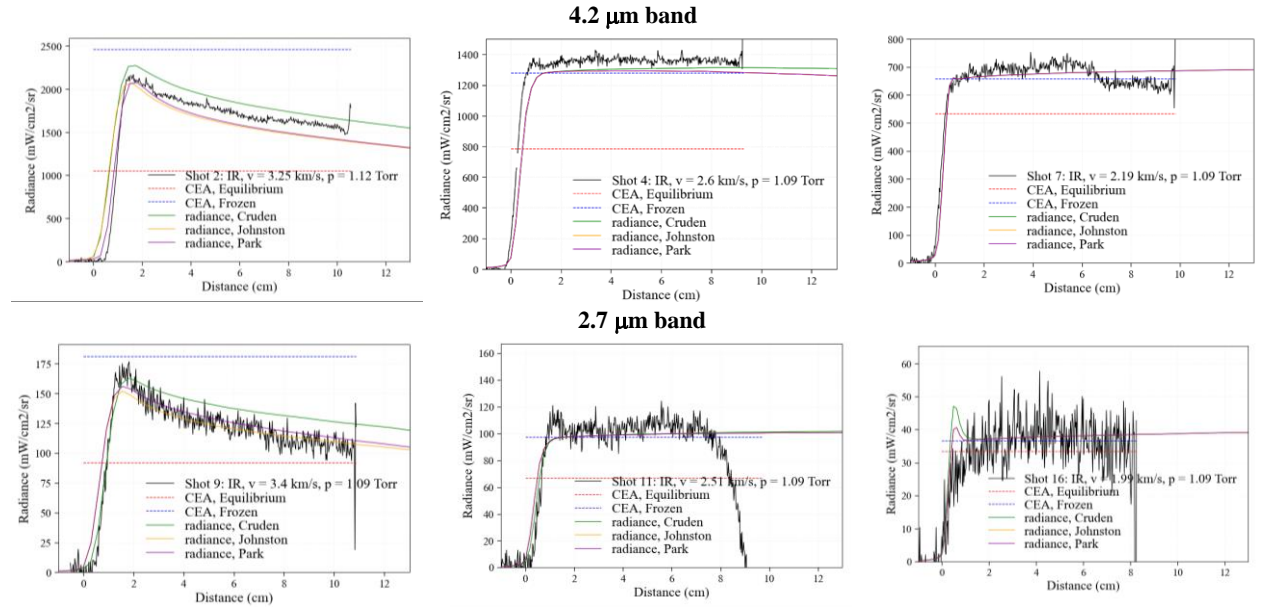 4.2 μm band
2500
2000
1500
1000
500
0
Radiance (mW/cm2/sr)
Shot 2: IR, v = 3.25 km/s, p = 1.12 Torr
CEA, Equilibrium
CEA, Frozen
radiance, Cruden
radiance, Johnston
radiance, Park
0 2 4 6 8 10 12
Distance (cm)
1400
1200
1000
800
600
400
200
0
Radiance (mW/cm2/sr)
Shot 4: IR, v = 2.6 km/s, p = 1.09 Torr
CEA, Equilibrium
CEA, Frozen
radiance, Cruden
radiance, Johnston
radiance, Park
0 2 4 6 8 10 12
Distance (cm)
800
700
600
500
400
300
200
100
0
Radiance (mW/cm2/sr)
Shot 7: IR, v = 2.19 km/s, p = 1.09 Torr
CEA, Equilibrium
CEA, Frozen
radiance, Cruden
radiance, Johnston
radiance, Park
0 2 4 6 8 10 12
Distance (cm)
2.7 μm band
175
150
125
100
75
50
25
0
Radiance (mW/cm2/sr)
Shot 9: IR, v = 3.4 km/s, p = 1.09 Torr
CEA, Equilibrium
CEA, Frozen
radiance, Cruden
radiance, Johnston
radiance, Park
0 2 4 6 8 10 12
Distance (cm)
160
140
120
100
80
60
40
20
0
Radiance (mW/cm2/sr)
Shot 11: IR, v = 2.51 km/s, p = 1.09 Torr
CEA, Equilibrium
CEA, Frozen
radiance, Cruden
radiance, Johnston
radiance, Park
0 2 4 6 8 10 12
Distance (cm)
60
50
40
30
20
10
0
Radiance (mW/cm2/sr)
Shot 16: IR, v = 1.99 km/s, p = 1.09 Torr
CEA, Equilibrium
CEA, Frozen
radiance, Cruden
radiance, Johnston
radiance, Park
0 2 4 6 8 10 12
Distance (cm)